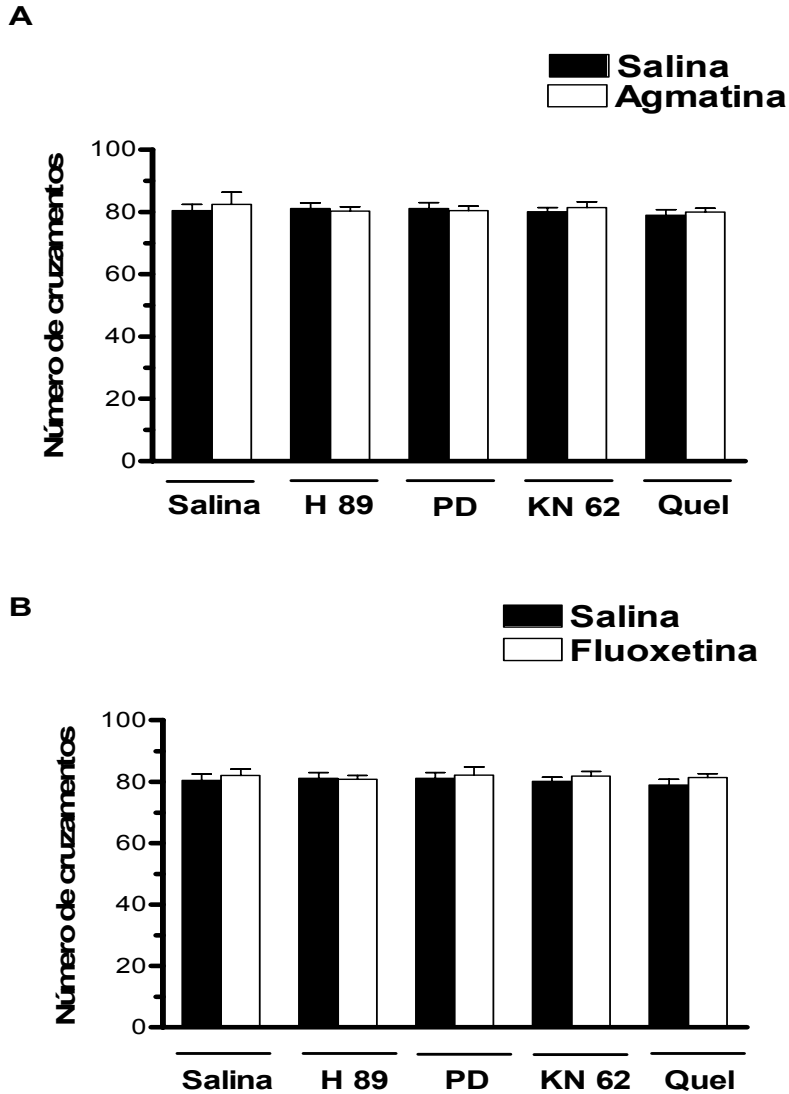 A
Salina
Agmatina
Número de cruzamentos
100
80
60
40
20
0
Salina H 89 PD KN 62 Quel
B
Salina
Fluoxetina
Número de cruzamentos
100
80
60
40
20
0
Salina H 89 PD KN 62 Quel